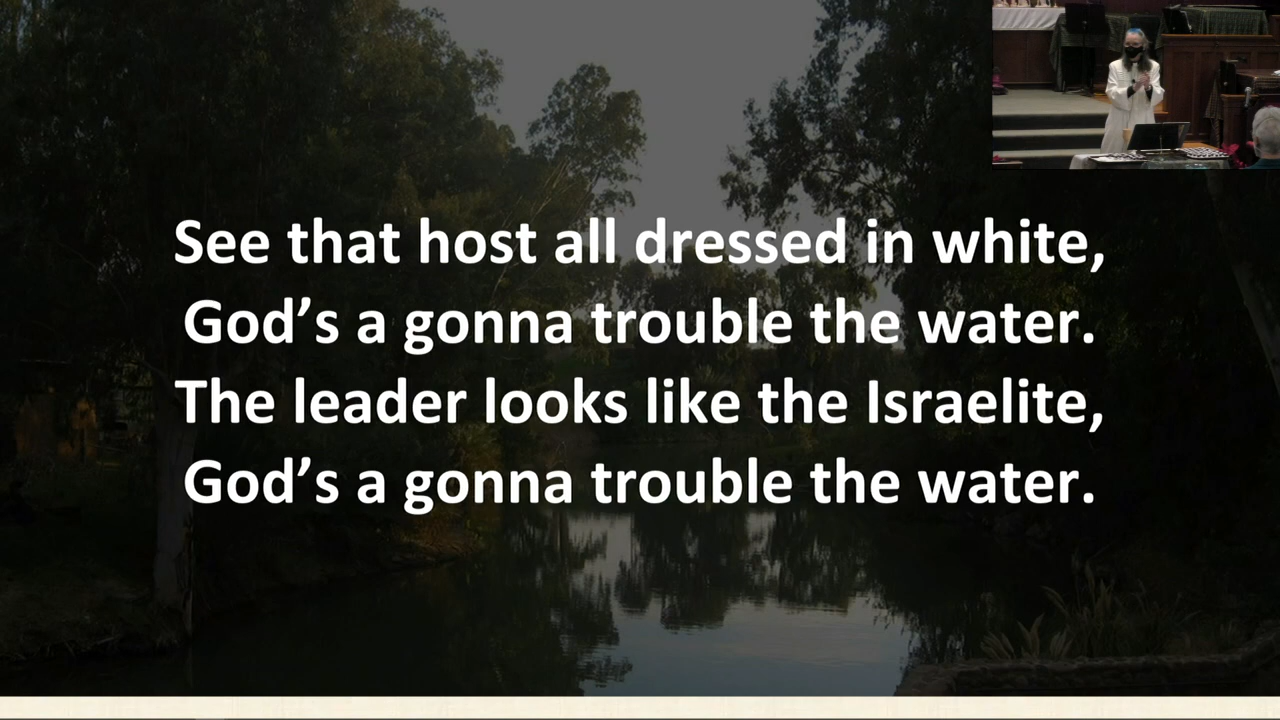 See that host all dressed in white,
God’s a gonna trouble the water.
The leader looks like the Israelite,
God’s a gonna trouble the water.